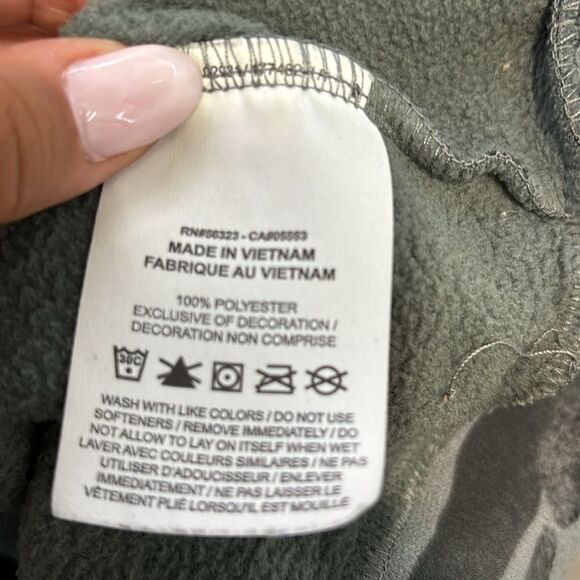 RN#56323 - CA#05553
MADE IN VIETNAM
FABRIQUE AU VIETNAM
100% POLYESTER
EXCLUSIVE OF DECORATION /
DECORATION NON COMPRISE
30C
WASH WITH LIKE COLORS / DO NOT USE
SOFTENERS / REMOVE IMMEDIATELY / DO
NOT ALLOW TO LAY ON ITSELF WHEN WET
LAVER AVEC COULEURS SIMILAIRES / NE PAS
UTILISER D'ADOUCISSEUR / ENLEVER
IMMEDIATEMENT / NE PAS LAISSER LE
VÊTEMENT PLIÉ LORSQU'IL EST MOUILLE